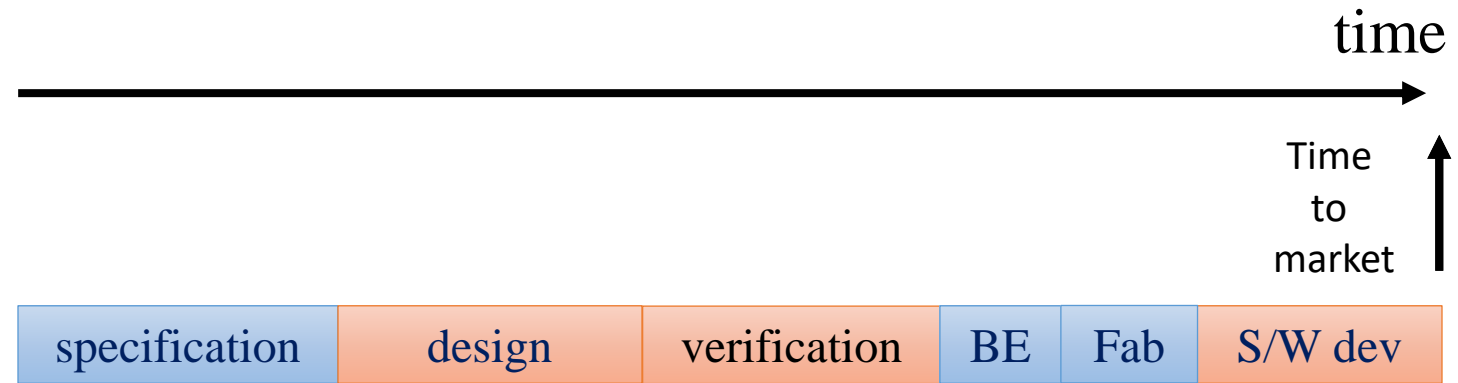 time
Time
to
market
specification design verification BE Fab S/W dev